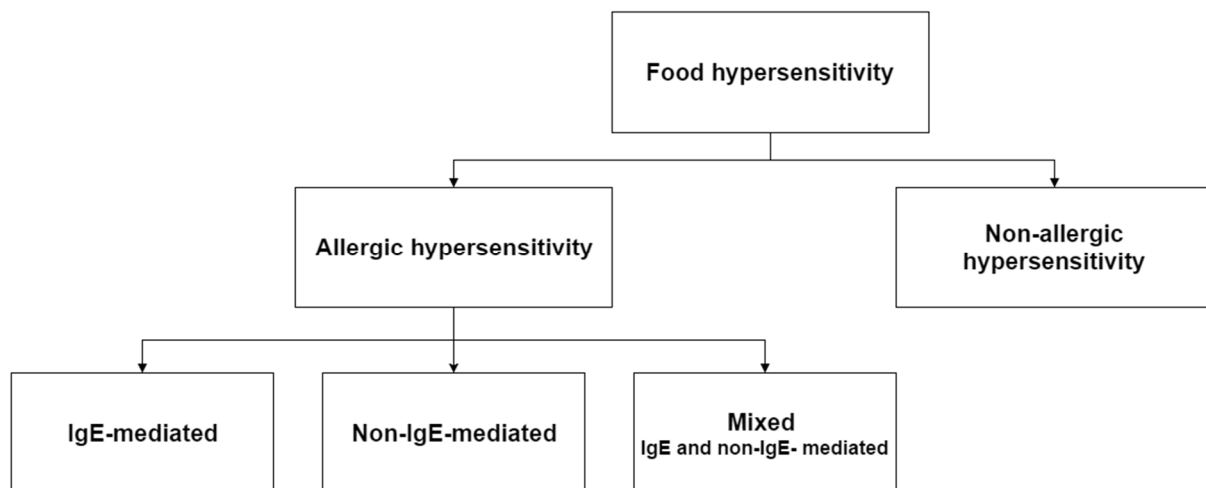 Food hypersensitivity
Allergic hypersensitivity
Non-allergic
hypersensitivity
IgE-mediated
Non-IgE-mediated
Mixed
IgE and non-IgE- mediated